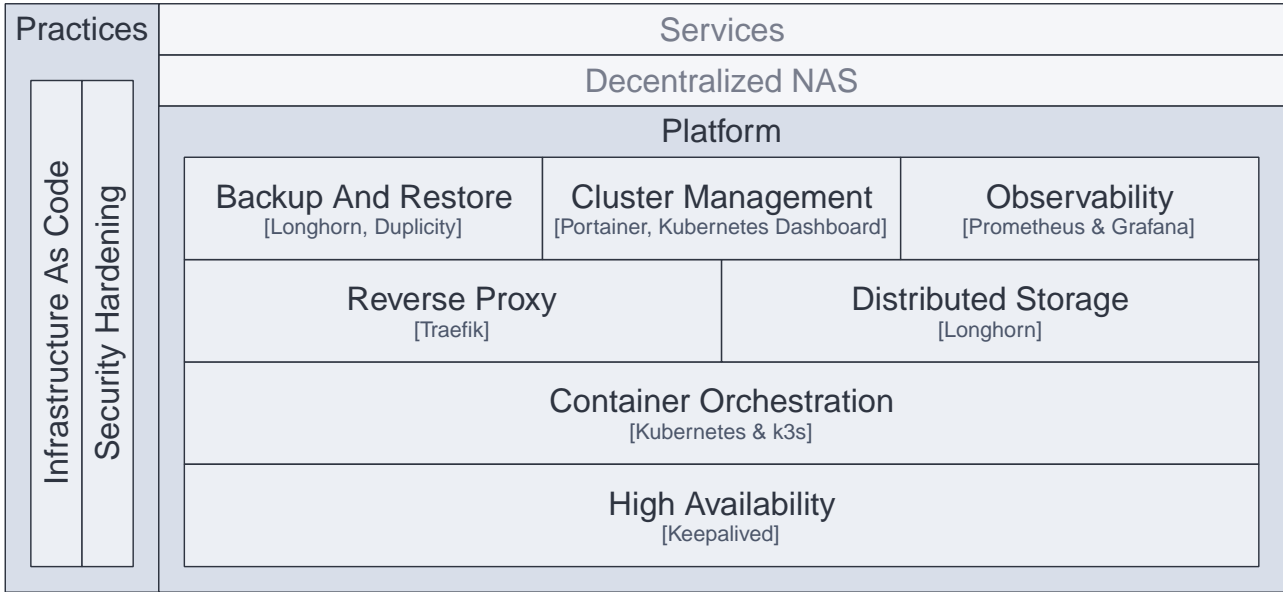 Practices
Infrastructure As Code
Security Hardening
Services
Decentralized NAS
Platform
Backup And Restore
[Longhorn, Duplicity]
Cluster Management
[Portainer, Kubernetes Dashboard]
Observability
[Prometheus & Grafana]
Reverse Proxy
[Traefik]
Distributed Storage
[Longhorn]
Container Orchestration
[Kubernetes & k3s]
High Availability
[Keepalived]